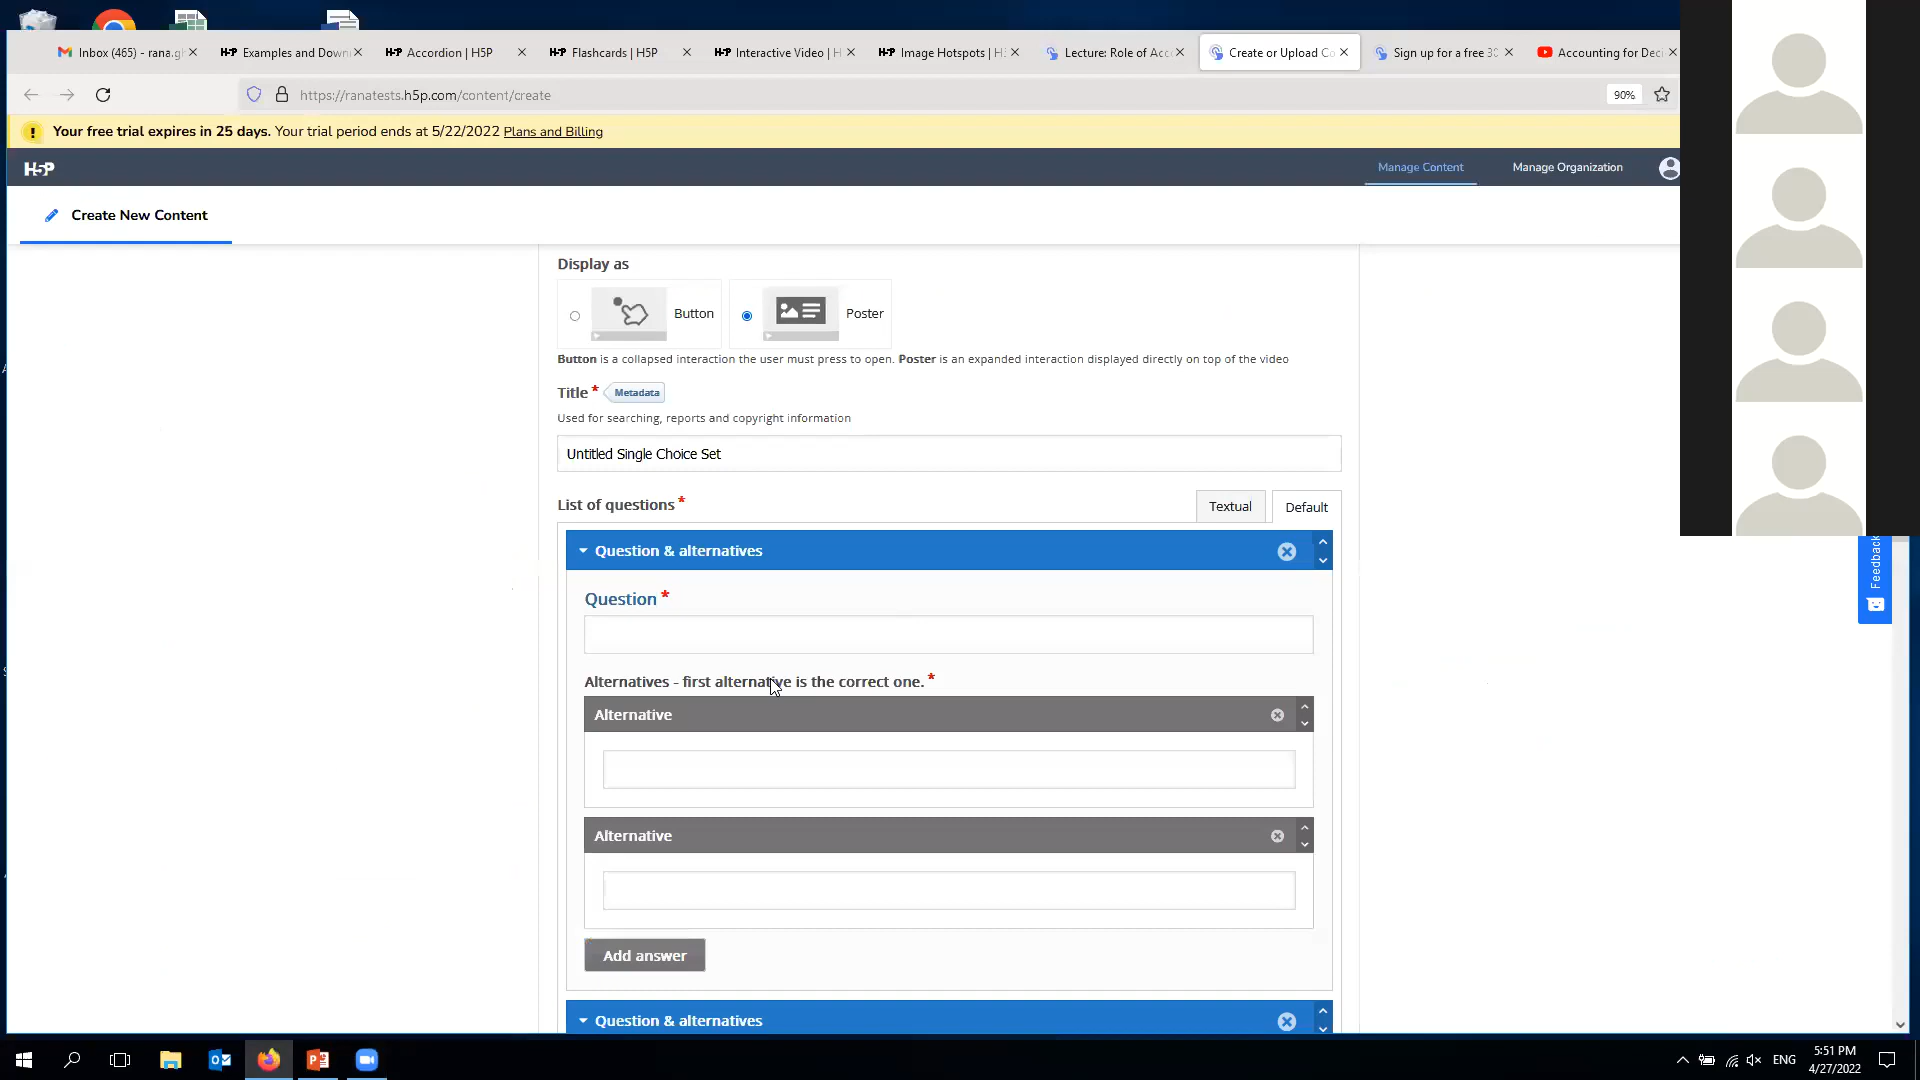 Inbox (465) - rana.g
Examples and Down
Accordion | H5P
Flashcards | H5P
Interactive Video | H
Image Hotspots | H
Lecture: Role of Acc
Create or Upload Co
Sign up for a free 30
Accounting for Deci
https://ranatests.h5p.com/content/create
90%
Your free trial expires in 25 days. Your trial period ends at 5/22/2022 Plans and Billing
H5P
Manage Content
Manage Organization
Create New Content
Display as
Button
Poster
Button is a collapsed interaction the user must press to open. Poster is an expanded interaction displayed directly on top of the video
Title *
Metadata
Used for searching, reports and copyright information
Untitled Single Choice Set
List of questions *
Textual
Default
Question & alternatives
Question *
Alternatives - first alternative is the correct one. *
Alternative
Alternative
Add answer
Question & alternatives
Feedback
ENG
5:51 PM
4/27/2022